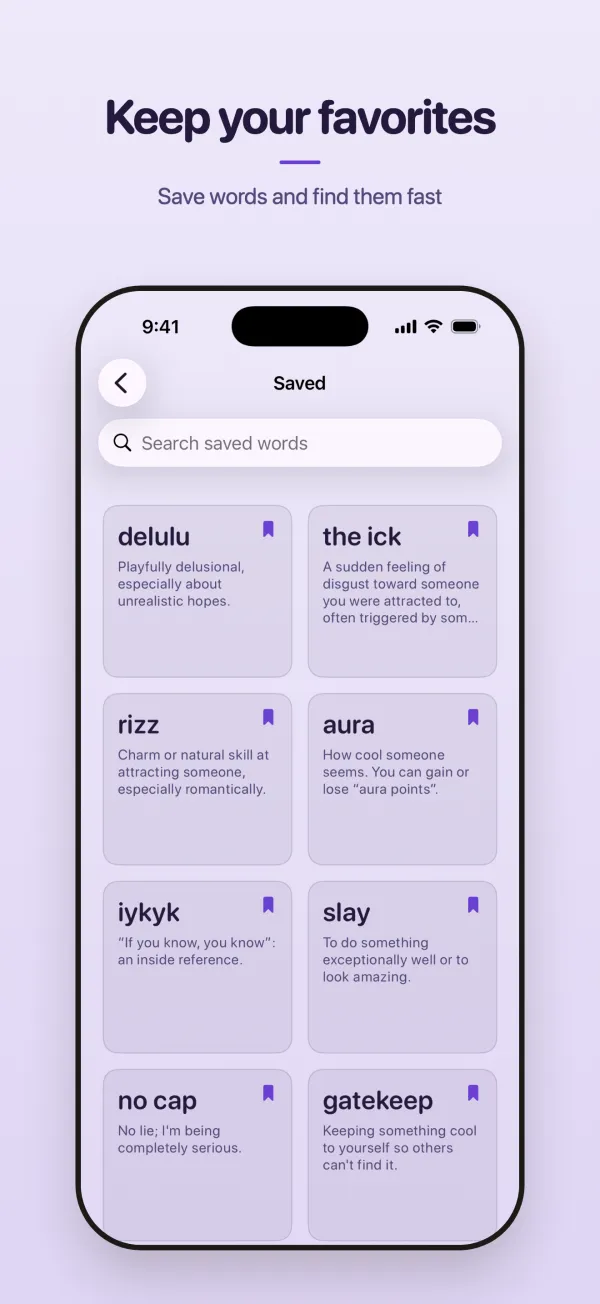 Keep your favorites
Save words and find them fast
9:41
Saved
Search saved words
delulu
Playfully delusional,
especially about
unrealistic hopes.
the ick
A sudden feeling of
disgust toward someone
you were attracted to,
often triggered by som...
rizz
Charm or natural skill at
attracting someone,
especially romantically.
aura
How cool someone
seems. You can gain or
lose “aura points”.
iykyk
“If you know, you know”:
an inside reference.
slay
To do something
exceptionally well or to
look amazing.
no cap
No lie; I'm being
completely serious.
gatekeep
Keeping something cool
to yourself so others
can't find it.